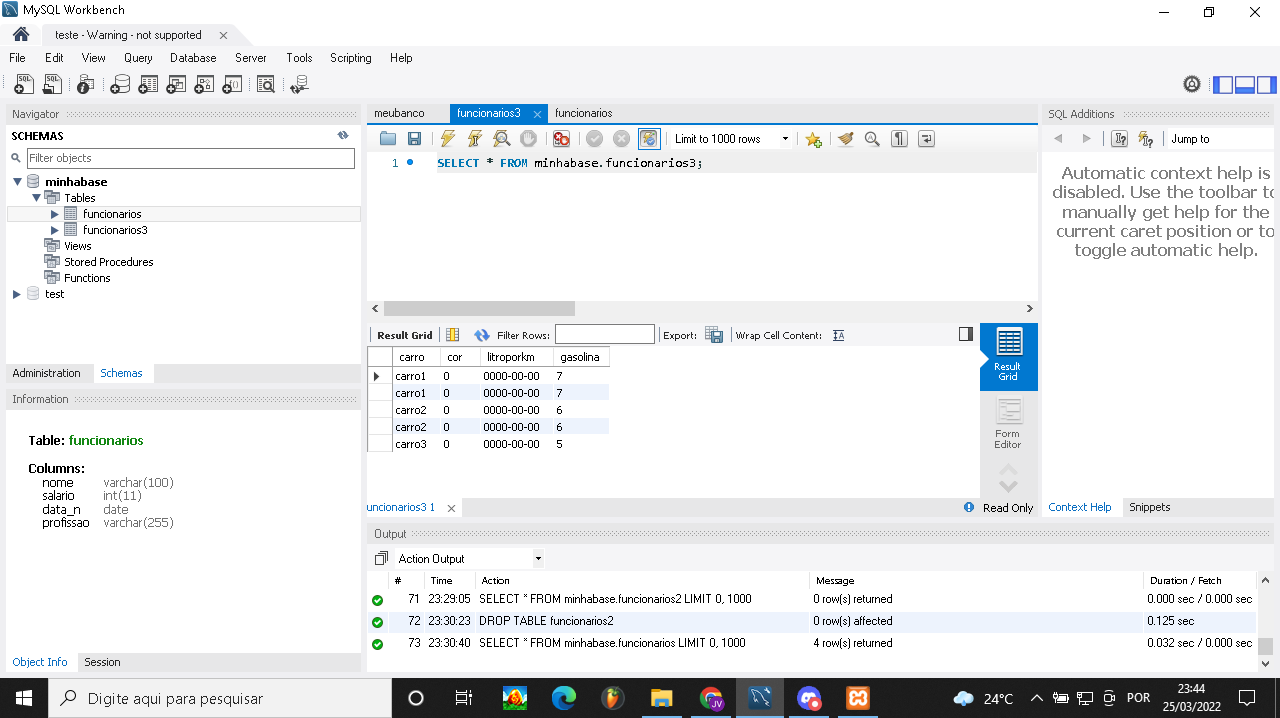 MySQL Workbench
teste - Warning - not supported
File Edit View Query Database Server Tools Scripting Help
Navigator
SCHEMAS
Filter objects
minhabase
Tables
funcionarios
funcionarios3
Views
Stored Procedures
Functions
test
Administration Schemas
Information
Table: funcionarios
Columns:
nome varchar(100)
salario int(11)
data_n date
profissao varchar(255)
Object Info Session
meubanco funcionarios3 funcionarios
Limit to 1000 rows
1 SELECT * FROM minhabase.funcionarios3;
Result Grid Filter Rows: Export: Wrap Cell Content:
carro cor litroporkm gasolina
carro1 0 0000-00-00 7
carro1 0 0000-00-00 7
carro2 0 0000-00-00 6
carro2 0 0000-00-00 6
carro3 0 0000-00-00 5
Result
Grid
Form
Editor
uncionarios3 1
Read Only
SQL Additions
Jump to
Automatic context help is
disabled. Use the toolbar to
manually get help for the
current caret position or to
toggle automatic help.
Context Help Snippets
Output
Action Output
# Time Action Message Duration / Fetch
71 23:29:05 SELECT * FROM minhabase.funcionarios2 LIMIT 0, 1000 0 row(s) returned 0.000 sec / 0.000 sec
72 23:30:23 DROP TABLE funcionarios2 0 row(s) affected 0.125 sec
73 23:30:40 SELECT * FROM minhabase.funcionarios LIMIT 0, 1000 4 row(s) returned 0.032 sec / 0.000 sec
Digite aqui para pesquisar
JV
24°C
POR
23:44
25/03/2022